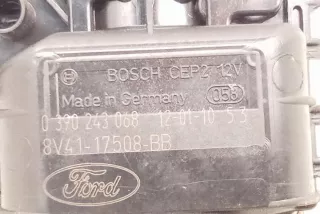 BOSCH CEP2 12V
Made in Germany 058
0 390 243 068 12-01-10 5 3
8V41-17508-BB
Ford